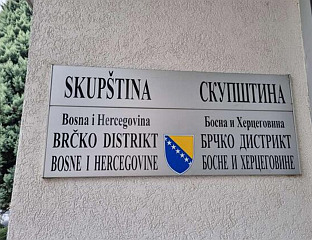 SKUPŠTINA СКУПШТИНА
Bosna i Hercegovina Босна и Херцеговина
BRČKO DISTRIKT БРЧКО ДИСТРИКТ
BOSNE I HERCEGOVINE БОСНЕ И ХЕРЦЕГОВИНЕ